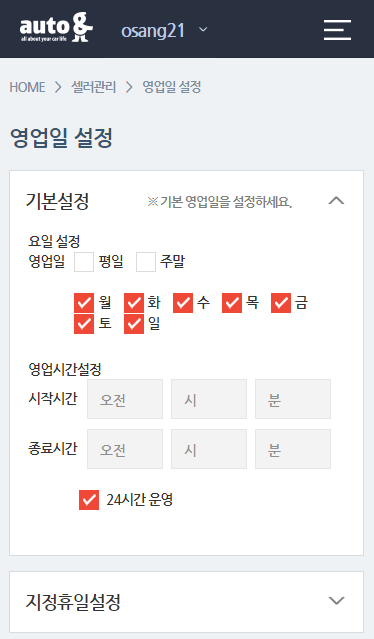 auto &
all about your car life
osang21
HOME > 셀러관리 > 영업일 설정
영업일 설정
기본설정 ※ 기본 영업일을 설정하세요.
요일 설정
영업일 평일 주말
월 화 수 목 금
토 일
영업시간설정
시작시간 오전 시 분
종료시간 오전 시 분
24시간 운영
지정휴일설정